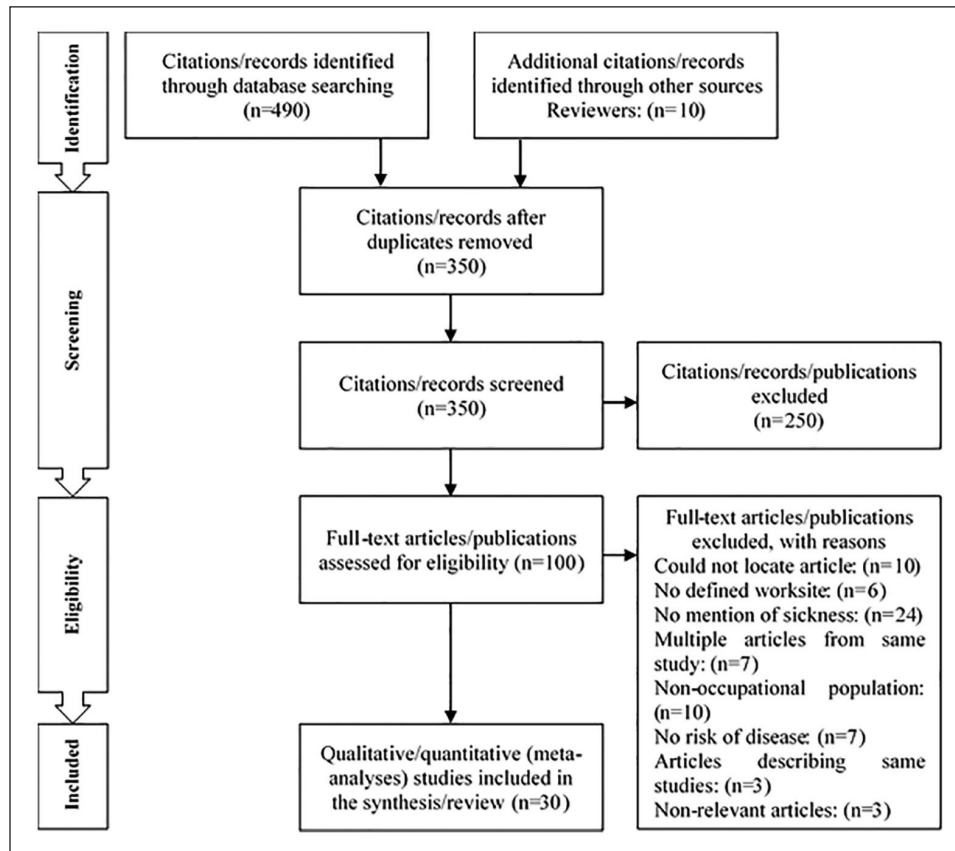 Identification
Citations/records identified
through database searching
(n=490)
Additional citations/records
identified through other sources
Reviewers: (n=10)
Screening
Citations/records after
duplicates removed
(n=350)
Citations/records screened
(n=350)
Citations/records/publications
excluded
(n=250)
Eligibility
Full-text articles/publications
assessed for eligibility (n=100)
Full-text articles/publications
excluded, with reasons
Could not locate article: (n=10)
No defined worksite: (n=6)
No mention of sickness: (n=24)
Multiple articles from same
study: (n=7)
Non-occupational population:
(n=10)
No risk of disease: (n=7)
Articles describing same
studies: (n=3)
Non-relevant articles: (n=3)
Included
Qualitative/quantitative (meta-
analyses) studies included in
the synthesis/review (n=30)